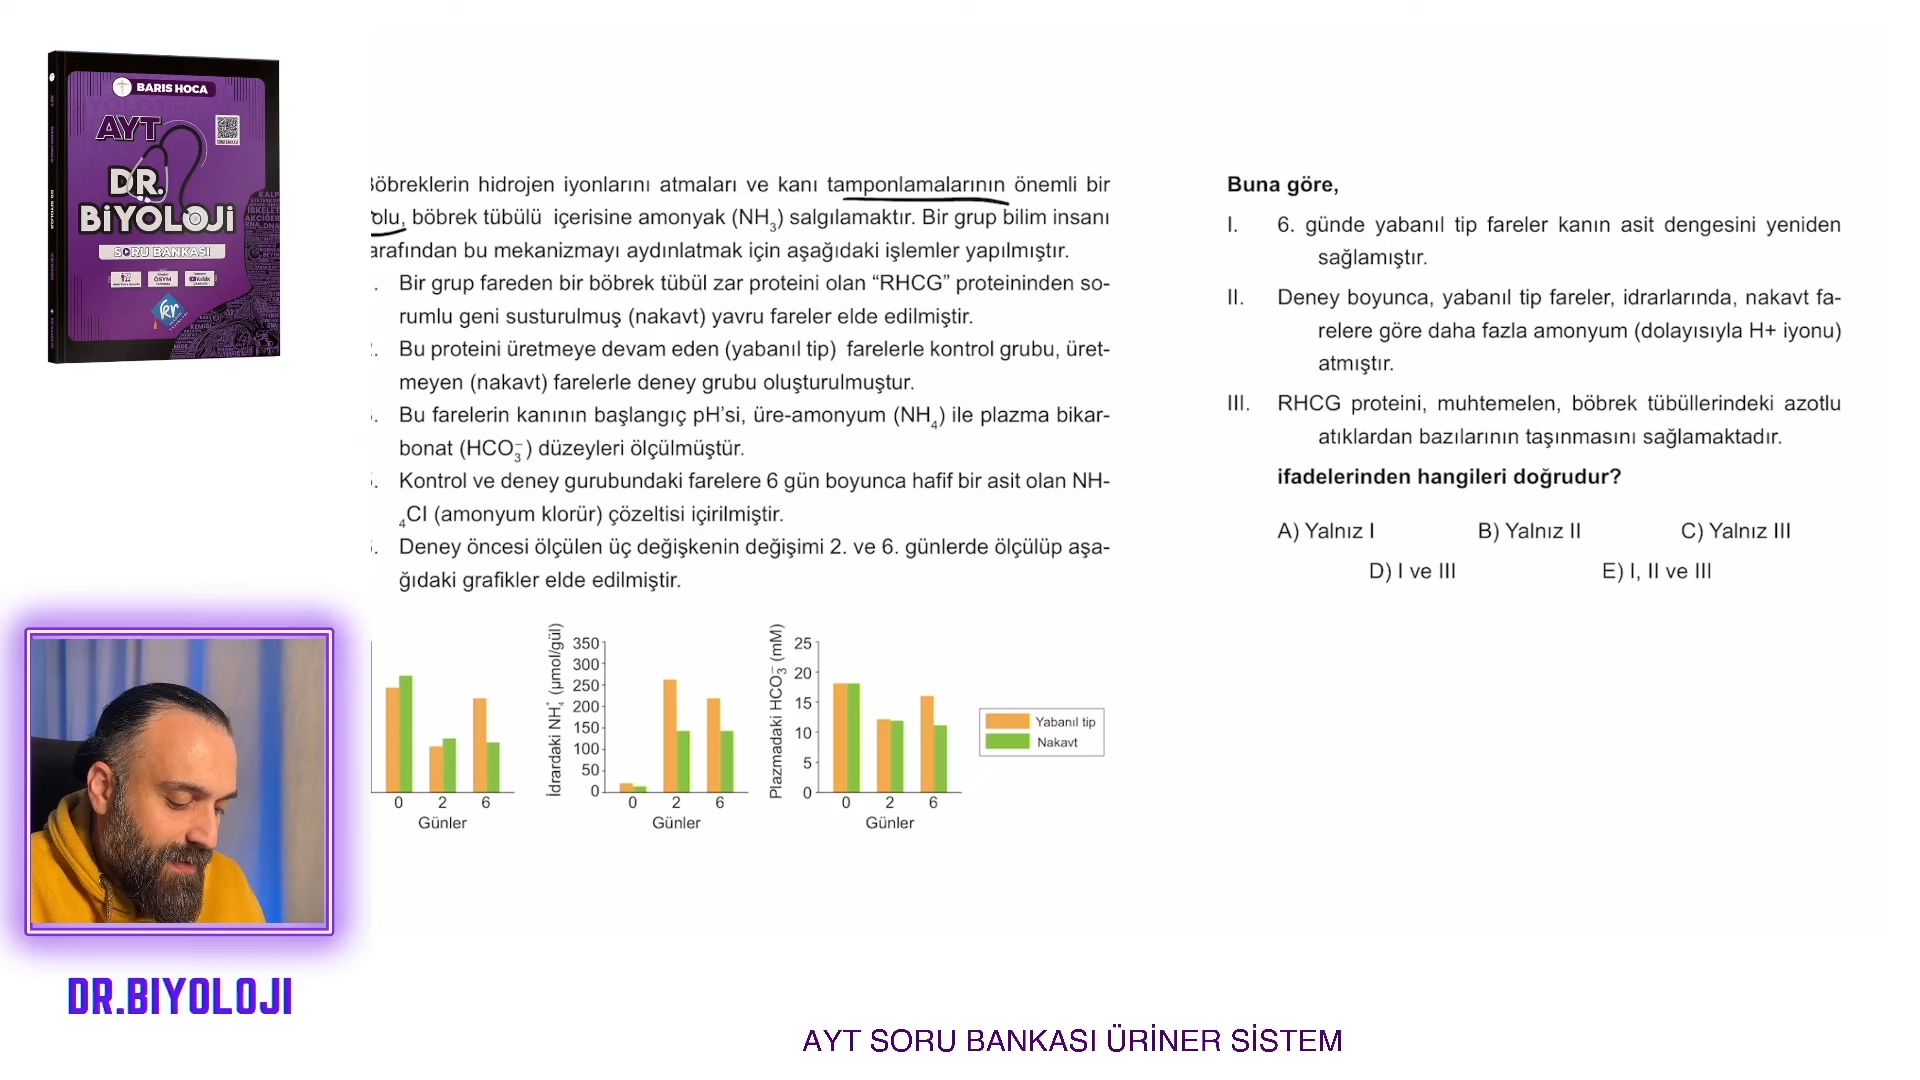 BARIS HOCA
AYT
DR.
BİYOLOJİ
SORU BANKASI
Böbreklerin hidrojen iyonlarını atmaları ve kanı tamponlamalarının önemli bir
olu, böbrek tübülü içerisine amonyak (NH3) salgılamaktır. Bir grup bilim insanı
arafından bu mekanizmayı aydınlatmak için aşağıdaki işlemler yapılmıştır.
. Bir grup fareden bir böbrek tübül zar proteini olan “RHCG” proteininden so-
rumlu geni susturulmuş (nakavt) yavru fareler elde edilmiştir.
. Bu proteini üretmeye devam eden (yabanıl tip) farelerle kontrol grubu, üret-
meyen (nakavt) farelerle deney grubu oluşturulmuştur.
. Bu farelerin kanının başlangıç pH’si, üre-amonyum (NH4) ile plazma bikar-
bonat (HCO3−) düzeyleri ölçülmüştür.
. Kontrol ve deney gurubundaki farelere 6 gün boyunca hafif bir asit olan NH-
4Cl (amonyum klorür) çözeltisi içirilmiştir.
. Deney öncesi ölçülen üç değişkenin değişimi 2. ve 6. günlerde ölçülüp aşa-
ğıdaki grafikler elde edilmiştir.
0 2 6
Günler
İdrardaki NH4+ (μmol/gül)
350
300
250
200
150
100
50
0
0 2 6
Günler
Plazmadaki HCO3− (mM)
25
20
15
10
5
0
0 2 6
Günler
Yabanıl tip
Nakavt
Buna göre,
I. 6. günde yabanıl tip fareler kanın asit dengesini yeniden
sağlamıştır.
II. Deney boyunca, yabanıl tip fareler, idrarlarında, nakavt fa-
relere göre daha fazla amonyum (dolayısıyla H+ iyonu)
atmıştır.
III. RHCG proteini, muhtemelen, böbrek tübüllerindeki azotlu
atıklardan bazılarının taşınmasını sağlamaktadır.
ifadelerinden hangileri doğrudur?
A) Yalnız I B) Yalnız II C) Yalnız III
D) I ve III E) I, II ve III
DR.BIYOLOJI
AYT SORU BANKASI ÜRİNER SİSTEM